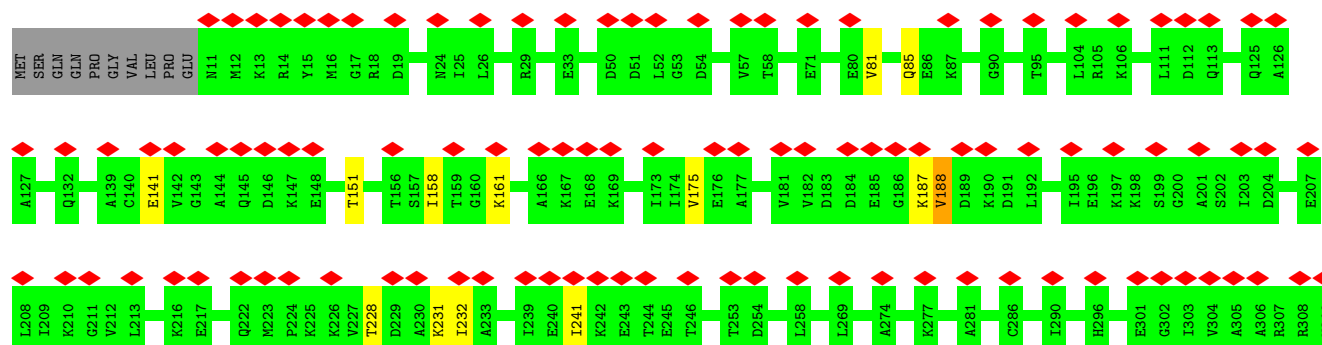 MET SER GLN GLN PRO GLY VAL LEU PRO GLU N11 M12 K13 R14 Y15 M16 G17 R18 D19 N24 I25 L26 R29 E33 D50 D51 L52 G53 D54 V57 T58 E71 E80 V81 Q85 E86 K87 G90 T95 L104 R105 K106 L111 D112 Q113 Q125 A126
A127 Q132 A139 C140 E141 V142 G143 A144 Q145 D146 K147 E148 T151 T156 S157 I158 T159 G160 K161 A166 K167 E168 K169 I173 I174 V175 E176 A177 V181 V182 D183 D184 E185 G186 K187 V188 D189 K190 D191 L192 I195 E196 K197 K198 S199 G200 A201 S202 I203 D204 E207
L208 I209 K210 G211 V212 L213 K216 E217 Q222 M223 P224 K225 K226 V227 T228 D229 A230 K231 I232 A233 I239 E240 I241 K242 E243 T244 E245 T246 T253 D254 L258 L269 A274 K277 A281 C286 I290 H296 E301 G302 I303 V304 A305 A306 R307 R308